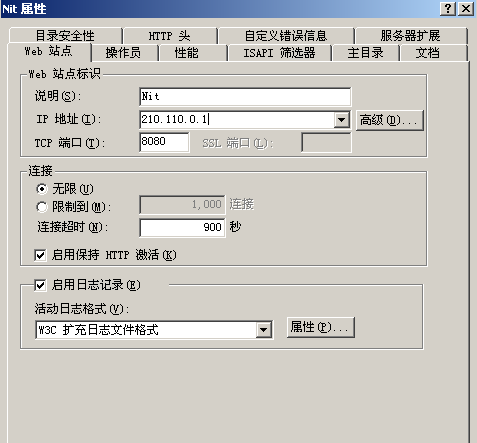 Nit 属性
目录安全性 HTTP 头 自定义错误信息 服务器扩展
Web 站点 操作员 性能 ISAPI 筛选器 主目录 文档
Web 站点标识
说明(S): Nit
IP 地址(I): 210.110.0.1 高级(D)...
TCP 端口(T): 8080 SSL 端口(L):
连接
无限(U)
限制到(M): 1,000 连接
连接超时(N): 900 秒
启用保持 HTTP 激活(K)
启用日志记录(E)
活动日志格式(V):
W3C 扩充日志文件格式 属性(P)...